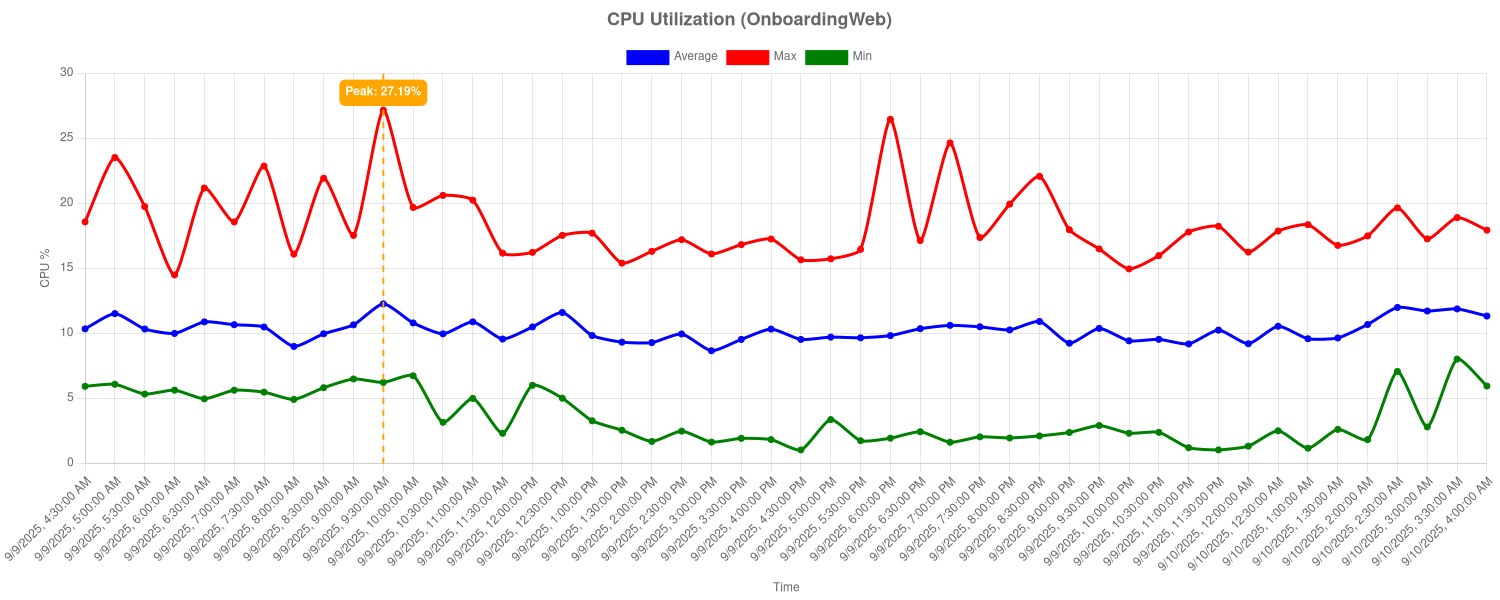 CPU Utilization (OnboardingWeb)
Average Max Min
Peak: 27.19%
30
25
20
15
10
5
0
CPU %
9/9/2025, 4:30:00 AM
9/9/2025, 5:00:00 AM
9/9/2025, 5:30:00 AM
9/9/2025, 6:00:00 AM
9/9/2025, 6:30:00 AM
9/9/2025, 7:00:00 AM
9/9/2025, 7:30:00 AM
9/9/2025, 8:00:00 AM
9/9/2025, 8:30:00 AM
9/9/2025, 9:00:00 AM
9/9/2025, 9:30:00 AM
9/9/2025, 10:00:00 AM
9/9/2025, 10:30:00 AM
9/9/2025, 11:00:00 AM
9/9/2025, 11:30:00 AM
9/9/2025, 12:00:00 PM
9/9/2025, 12:30:00 PM
9/9/2025, 1:00:00 PM
9/9/2025, 1:30:00 PM
9/9/2025, 2:00:00 PM
9/9/2025, 2:30:00 PM
9/9/2025, 3:00:00 PM
9/9/2025, 3:30:00 PM
9/9/2025, 4:00:00 PM
9/9/2025, 4:30:00 PM
9/9/2025, 5:00:00 PM
9/9/2025, 5:30:00 PM
9/9/2025, 6:00:00 PM
9/9/2025, 6:30:00 PM
9/9/2025, 7:00:00 PM
9/9/2025, 7:30:00 PM
9/9/2025, 8:00:00 PM
9/9/2025, 8:30:00 PM
9/9/2025, 9:00:00 PM
9/9/2025, 9:30:00 PM
9/9/2025, 10:00:00 PM
9/9/2025, 10:30:00 PM
9/9/2025, 11:00:00 PM
9/9/2025, 11:30:00 PM
9/10/2025, 12:00:00 AM
9/10/2025, 12:30:00 AM
9/10/2025, 1:00:00 AM
9/10/2025, 1:30:00 AM
9/10/2025, 2:00:00 AM
9/10/2025, 2:30:00 AM
9/10/2025, 3:00:00 AM
9/10/2025, 3:30:00 AM
9/10/2025, 4:00:00 AM
Time